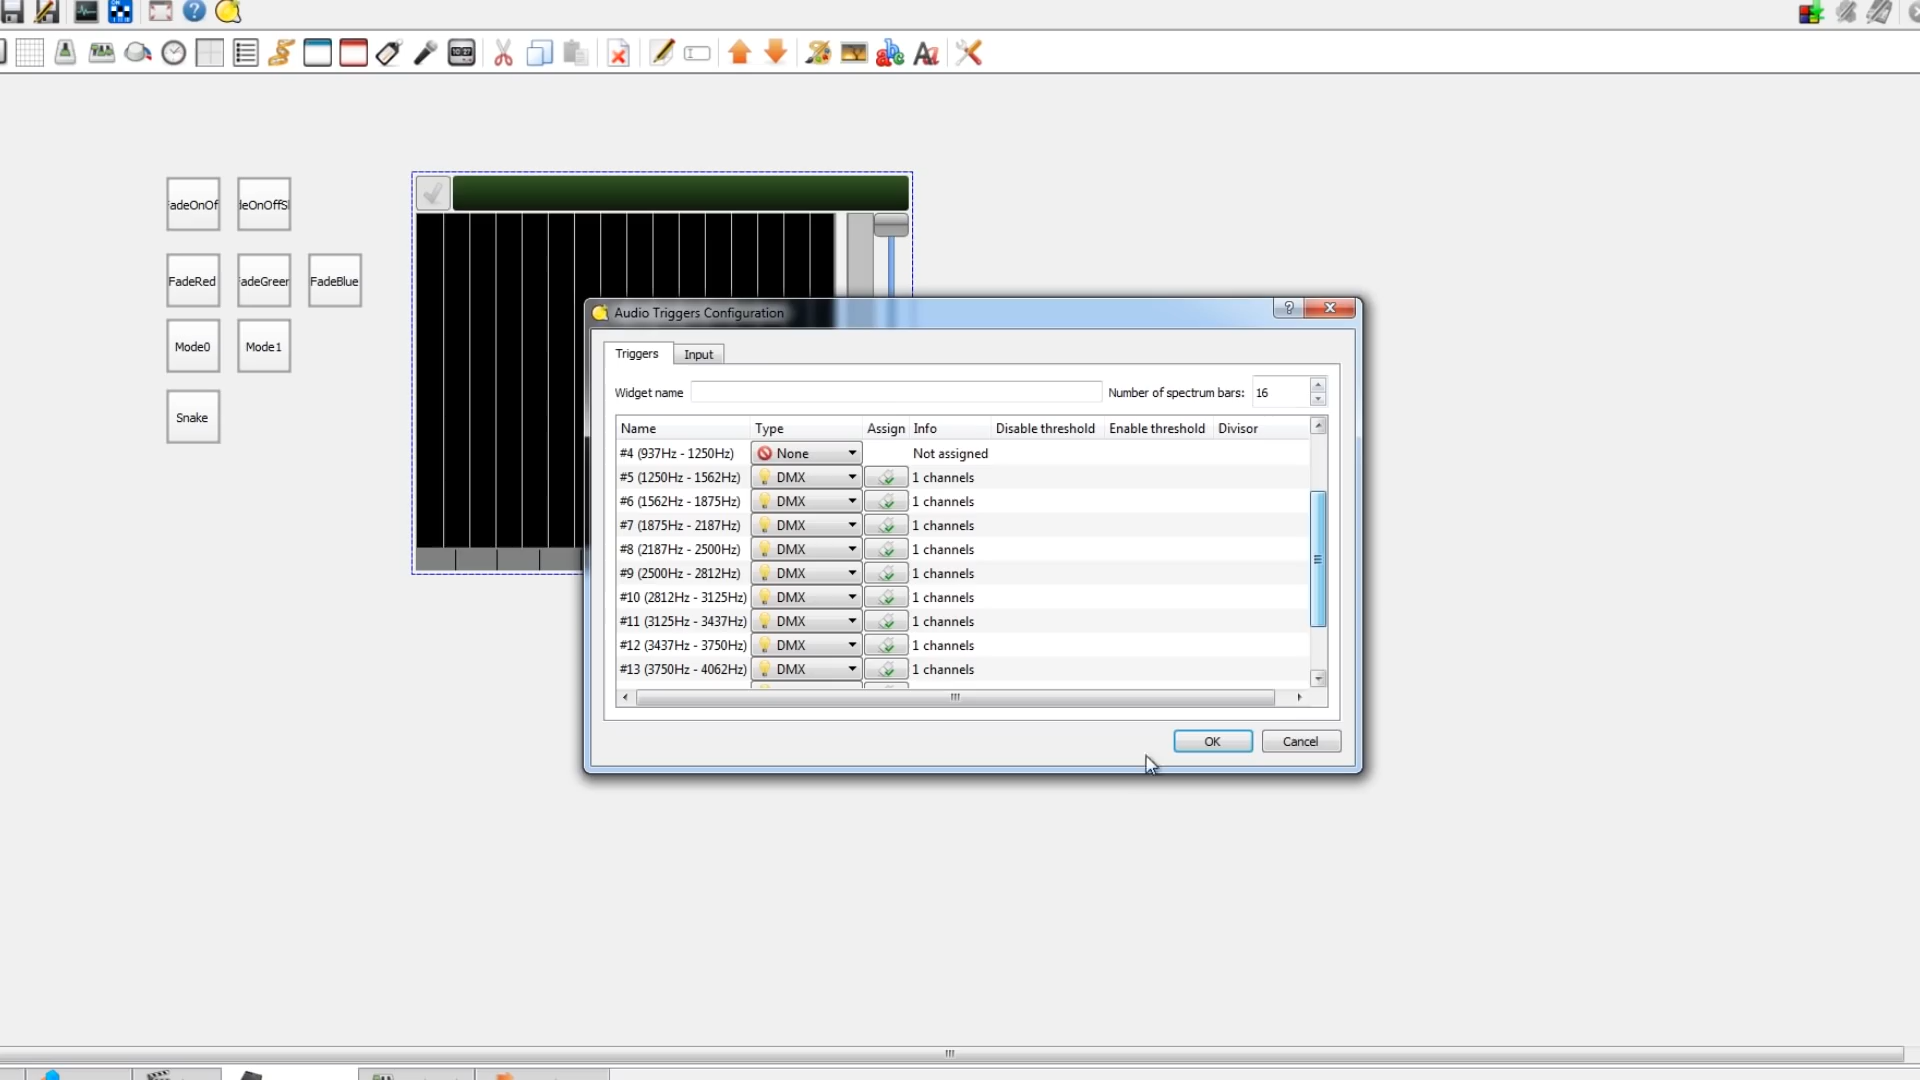 FadeRed
FadeBlue
Mode0
Mode1
Snake
Audio Triggers Configuration
Triggers
Input
Widget name
Number of spectrum bars: 16
Name Type Assign Info Disable threshold Enable threshold Divisor
#4 (937Hz - 1250Hz) None Not assigned
#5 (1250Hz - 1562Hz) DMX 1 channels
#6 (1562Hz - 1875Hz) DMX 1 channels
#7 (1875Hz - 2187Hz) DMX 1 channels
#8 (2187Hz - 2500Hz) DMX 1 channels
#9 (2500Hz - 2812Hz) DMX 1 channels
#10 (2812Hz - 3125Hz) DMX 1 channels
#11 (3125Hz - 3437Hz) DMX 1 channels
#12 (3437Hz - 3750Hz) DMX 1 channels
#13 (3750Hz - 4062Hz) DMX 1 channels
OK
Cancel